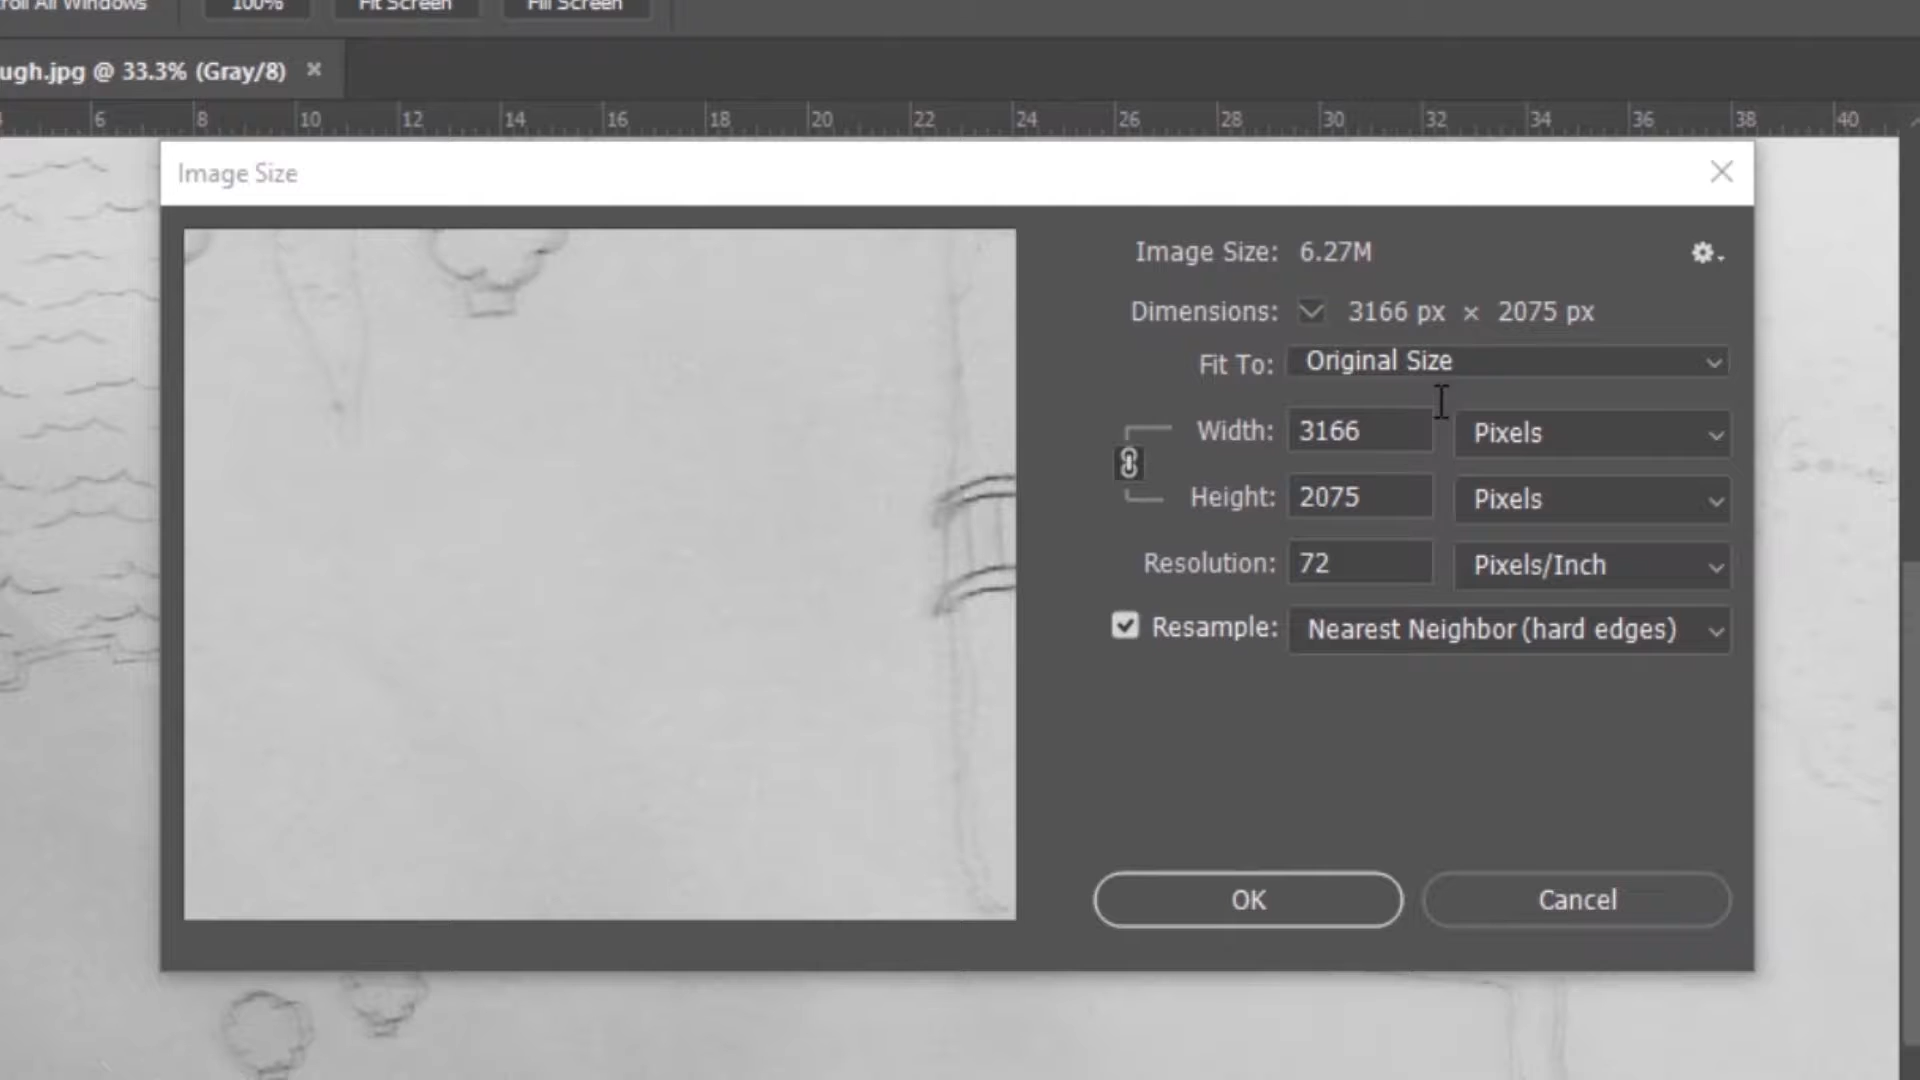 All Windows 100% Fit Screen Fill Screen
ugh.jpg @ 33.3% (Gray/8) ×
6 8 10 12 14 16 18 20 22 24 26 28 30 32 34 36 38 40
Image Size
Image Size: 6.27M
Dimensions: 3166 px × 2075 px
Fit To: Original Size
Width: 3166 Pixels
Height: 2075 Pixels
Resolution: 72 Pixels/Inch
Resample: Nearest Neighbor (hard edges)
OK Cancel